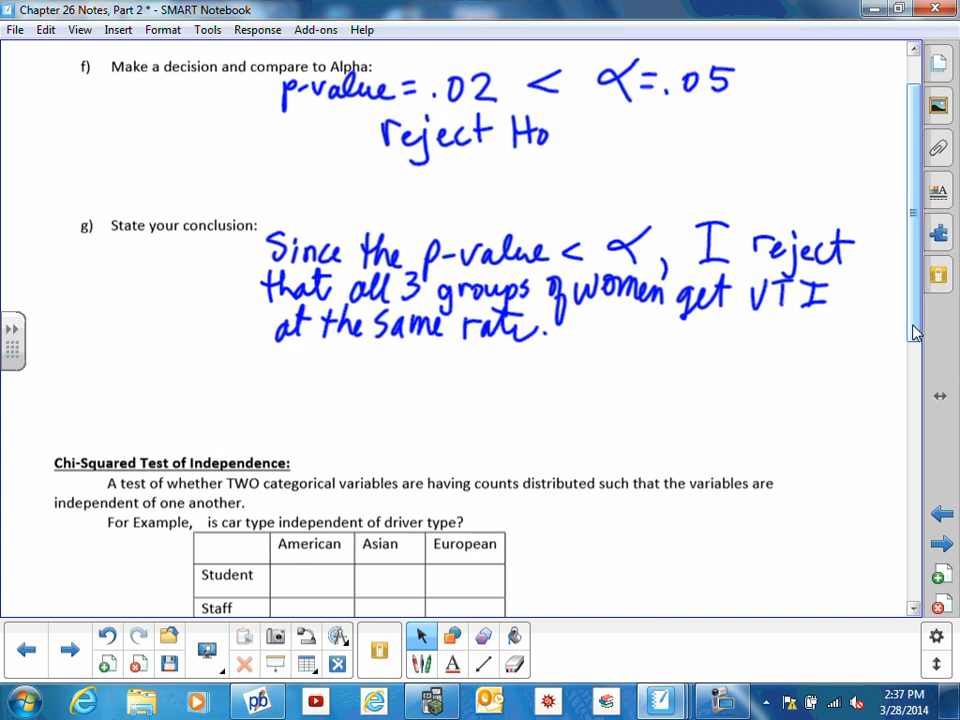 Chapter 26 Notes, Part 2 * - SMART Notebook
File Edit View Insert Format Tools Response Add-ons Help
f) Make a decision and compare to Alpha:
p-value = .02 < α = .05
reject Ho
g) State your conclusion:
Since the p-value < α, I reject
that all 3 groups of women get UTI
at the same rate.
Chi-Squared Test of Independence:
A test of whether TWO categorical variables are having counts distributed such that the variables are
independent of one another.
For Example, is car type independent of driver type?
American Asian European
Student
Staff
2:37 PM
3/28/2014